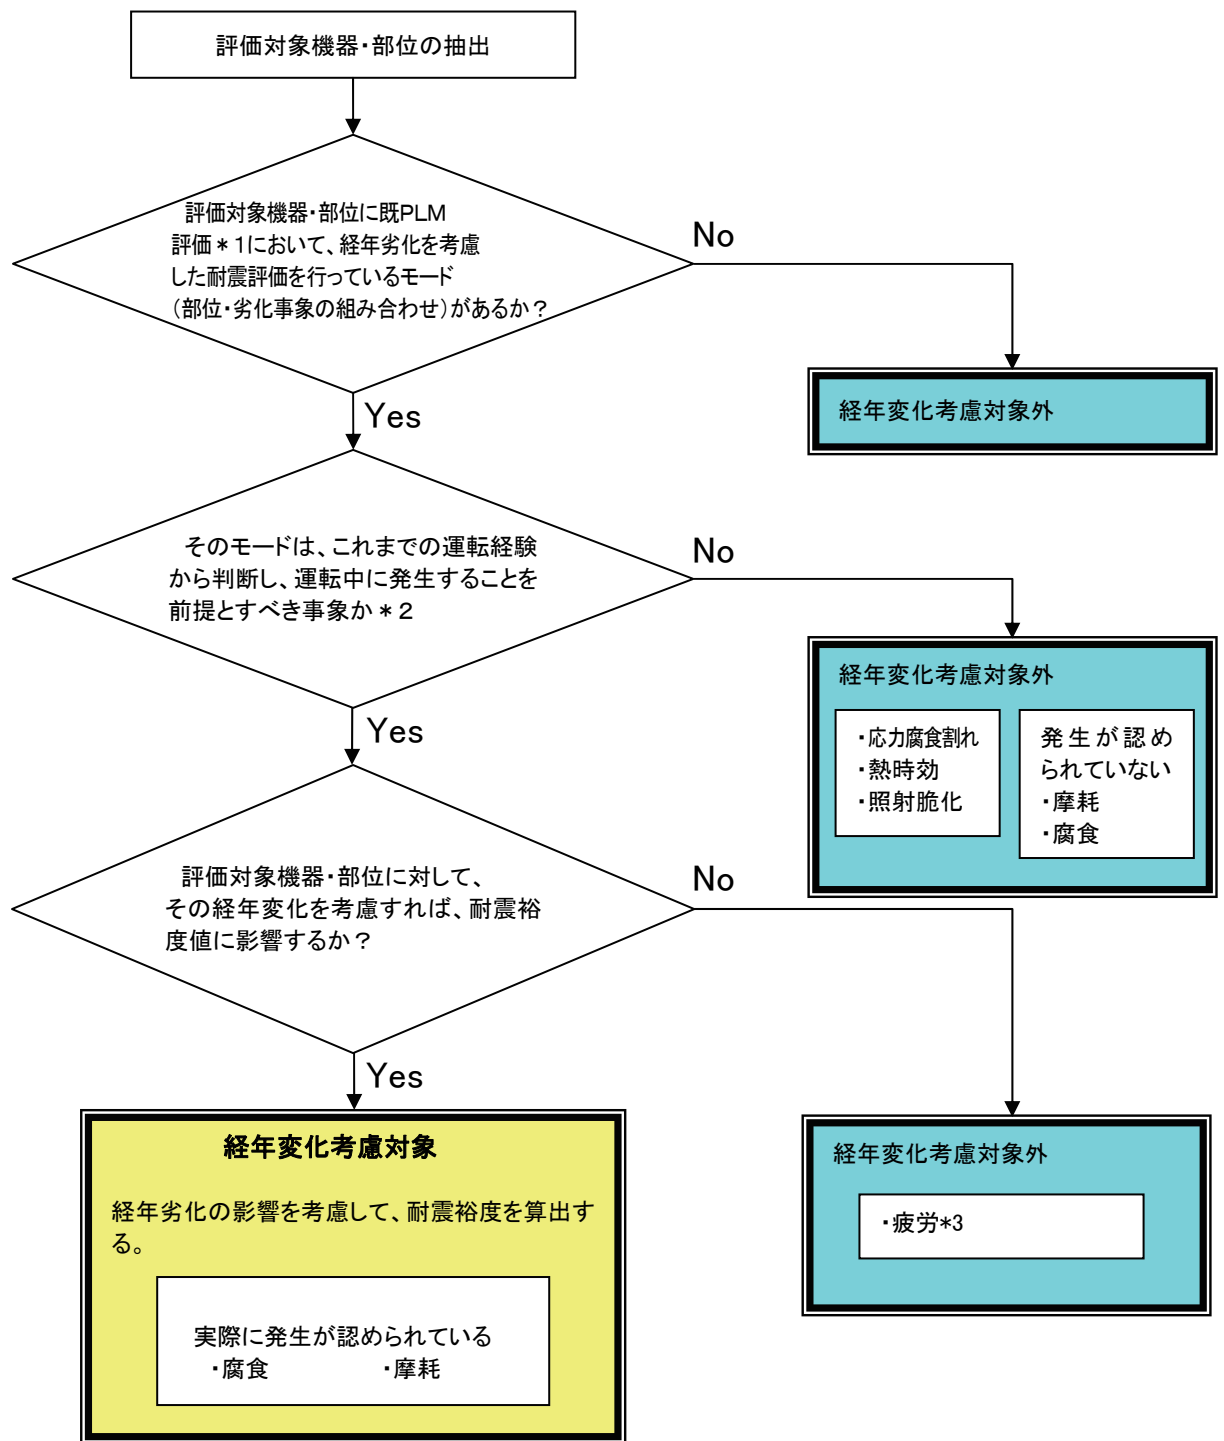 評価対象機器・部位の抽出
評価対象機器・部位に既PLM
評価＊1において、経年劣化を考慮
した耐震評価を行っているモード
（部位・劣化事象の組み合わせ）があるか？
No
経年変化考慮対象外
Yes
そのモードは、これまでの運転経験
から判断し、運転中に発生することを
前提とすべき事象か＊２
No
経年変化考慮対象外
・応力腐食割れ
・熱時効
・照射脆化
発生が認め
られていない
・摩耗
・腐食
Yes
評価対象機器・部位に対して、
その経年変化を考慮すれば、耐震裕
度値に影響するか？
No
経年変化考慮対象外
・疲労*3
Yes
経年変化考慮対象
経年劣化の影響を考慮して、耐震裕度を算出す
る。
実際に発生が認められている
・腐食　　　　　・摩耗